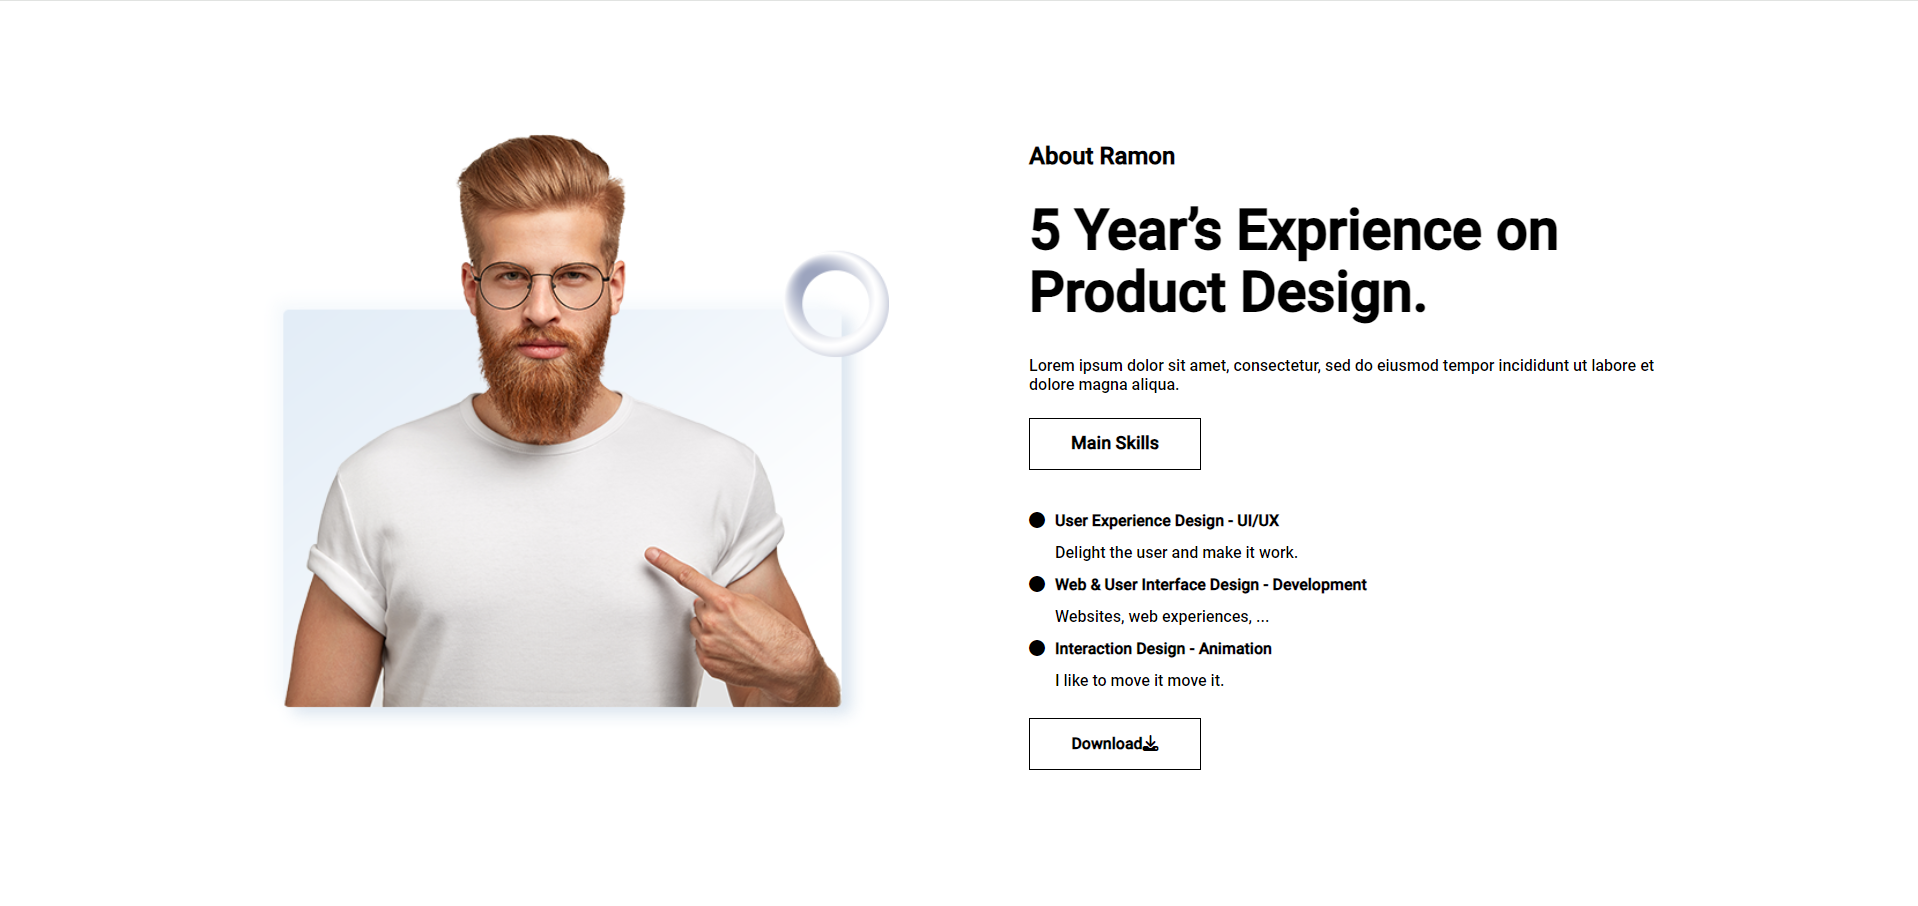 About Ramon
5 Year’s Exprience on
Product Design.
Lorem ipsum dolor sit amet, consectetur, sed do eiusmod tempor incididunt ut labore et
dolore magna aliqua.
Main Skills
User Experience Design - UI/UX
Delight the user and make it work.
Web & User Interface Design - Development
Websites, web experiences, ...
Interaction Design - Animation
I like to move it move it.
Download